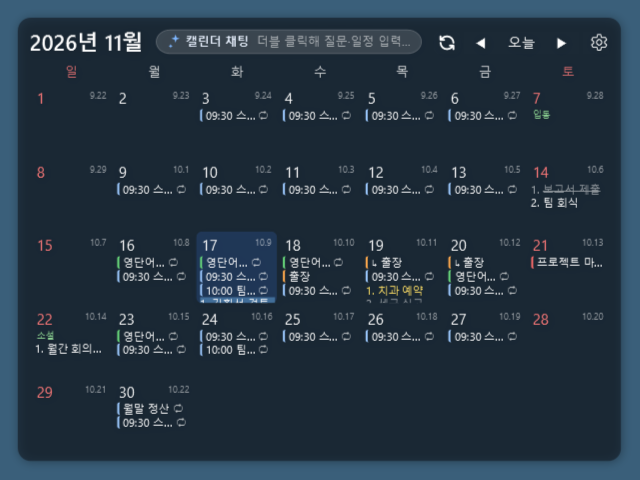 2026년 11월 캘린더 채팅 더블 클릭해 질문·일정 입력... 오늘
일 월 화 수 목 금 토
1 9.22 2 9.23 3 9.24 4 9.25 5 9.26 6 9.27 7 9.28
09:30 스... 09:30 스... 09:30 스... 09:30 스... 입동
8 9.29 9 10.1 10 10.2 11 10.3 12 10.4 13 10.5 14 10.6
09:30 스... 09:30 스... 09:30 스... 09:30 스... 09:30 스... 1. 보고서 제출
2. 팀 회식
15 10.7 16 10.8 17 10.9 18 10.10 19 10.11 20 10.12 21 10.13
영단어... 영단어... 영단어... ↳ 출장 ↳ 출장 프로젝트 마...
09:30 스... 09:30 스... 출장 09:30 스... 영단어...
10:00 팀... 09:30 스... 1. 치과 예약 09:30 스...
22 10.14 23 10.15 24 10.16 25 10.17 26 10.18 27 10.19 28 10.20
소설 영단어... 09:30 스... 09:30 스... 09:30 스... 09:30 스...
1. 월간 회의... 09:30 스... 10:00 팀...
29 10.21 30 10.22
월말 정산
09:30 스...